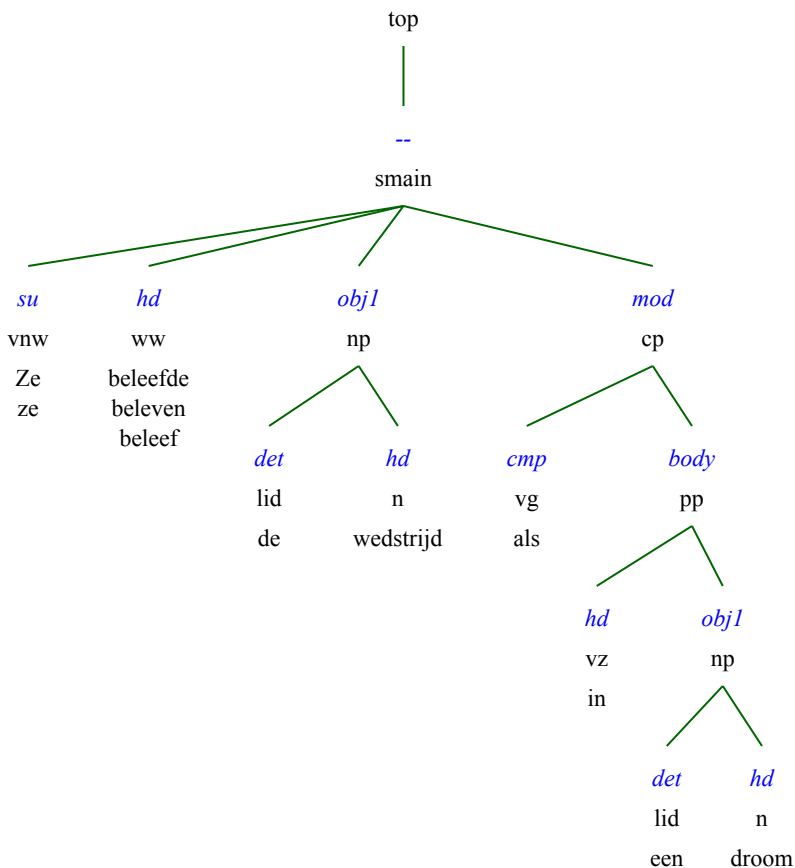 top
--
smain
su hd obj1 mod
vnw ww np cp
Ze beleefde
ze beleven
beleef
det hd cmp body
lid n vg pp
de wedstrijd als
hd obj1
vz np
in
det hd
lid n
een droom